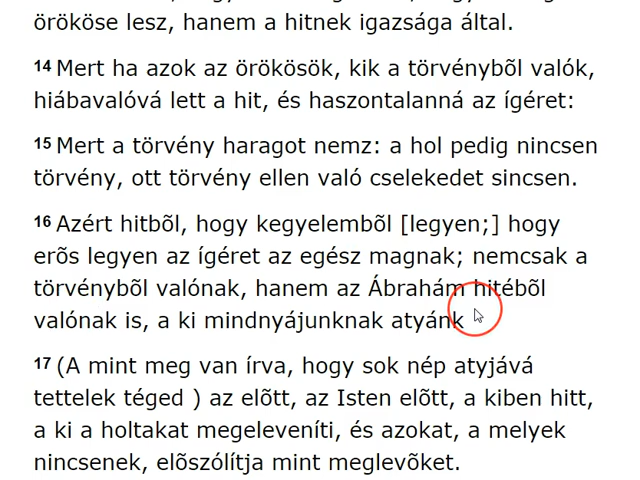 örököse lesz, hanem a hitnek igazsága által.
14 Mert ha azok az örökösök, kik a törvénybõl valók,
hiábavalóvá lett a hit, és haszontalanná az ígéret:
15 Mert a törvény haragot nemz: a hol pedig nincsen
törvény, ott törvény ellen való cselekedet sincsen.
16 Azért hitbõl, hogy kegyelembõl [legyen;] hogy
erõs legyen az ígéret az egész magnak; nemcsak a
törvénybõl valónak, hanem az Ábrahám hitébõl
valónak is, a ki mindnyájunknak atyánk
17 (A mint meg van írva, hogy sok nép atyjává
tettelek téged ) az elõtt, az Isten elõtt, a kiben hitt,
a ki a holtakat megeleveníti, és azokat, a melyek
nincsenek, elõszólítja mint meglevõket.